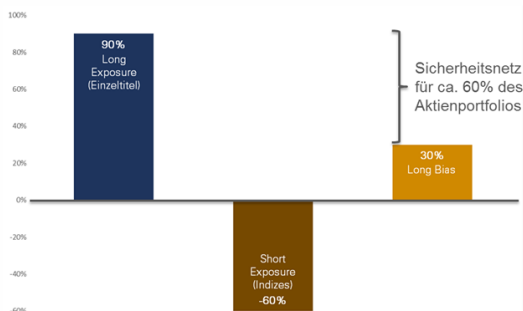 100%
80%
60%
40%
20%
0%
-20%
-40%
-60%
90%
Long
Exposure
(Einzeltitel)
Short
Exposure
(Indizes)
-60%
30%
Long Bias
Sicherheitsnetz
für ca. 60% des
Aktienportfolios